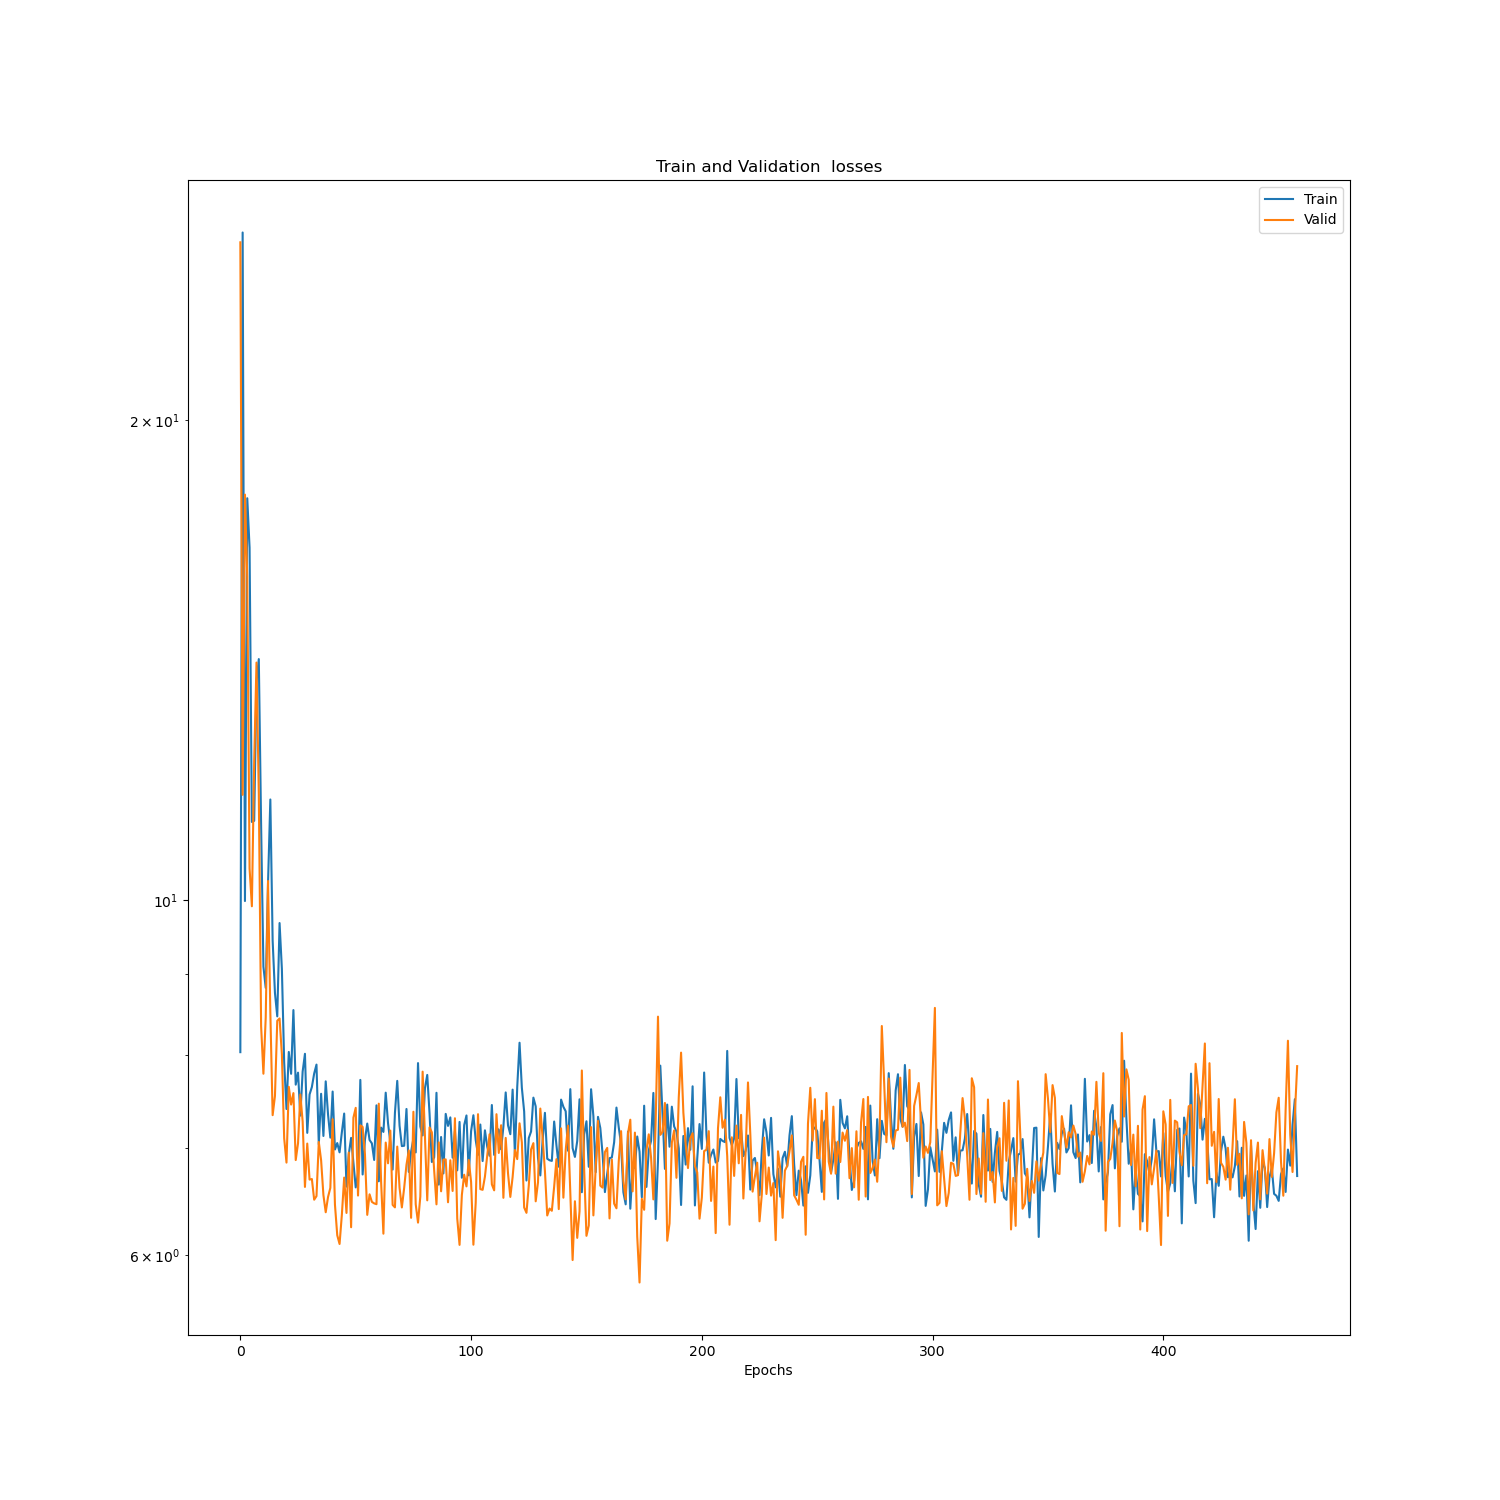 Train and Validation  losses
Train
Valid
2 × 10¹
10¹
6 × 10⁰
0 100 200 300 400
Epochs